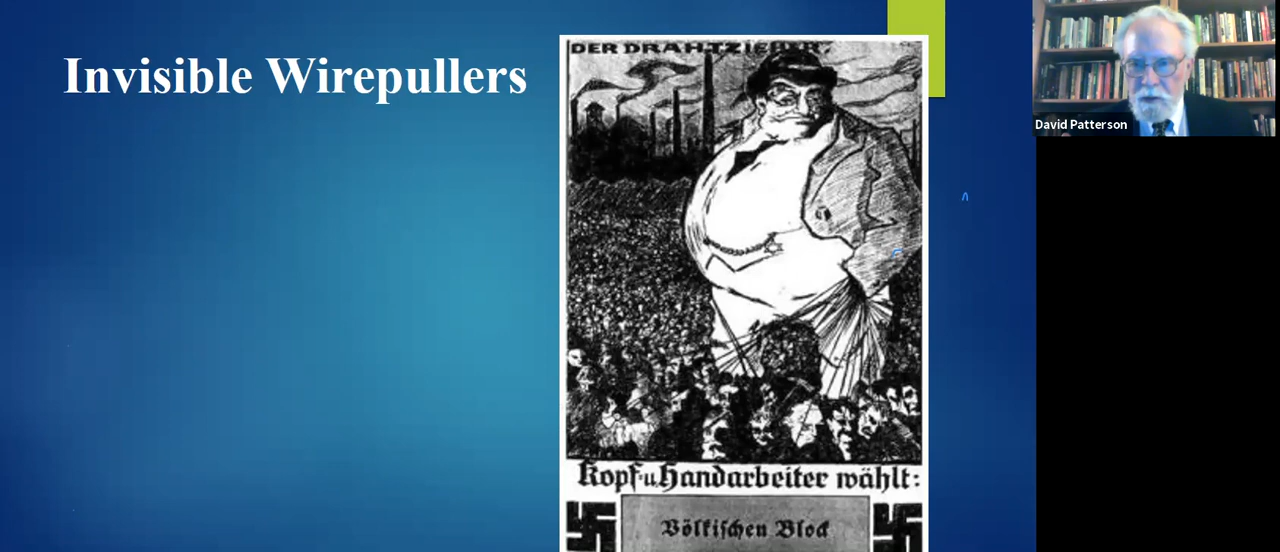 Invisible Wirepullers
DER DRAHTZIEHER.
Kopf-u. Handarbeiter wählt:
Völkischen Block
David Patterson